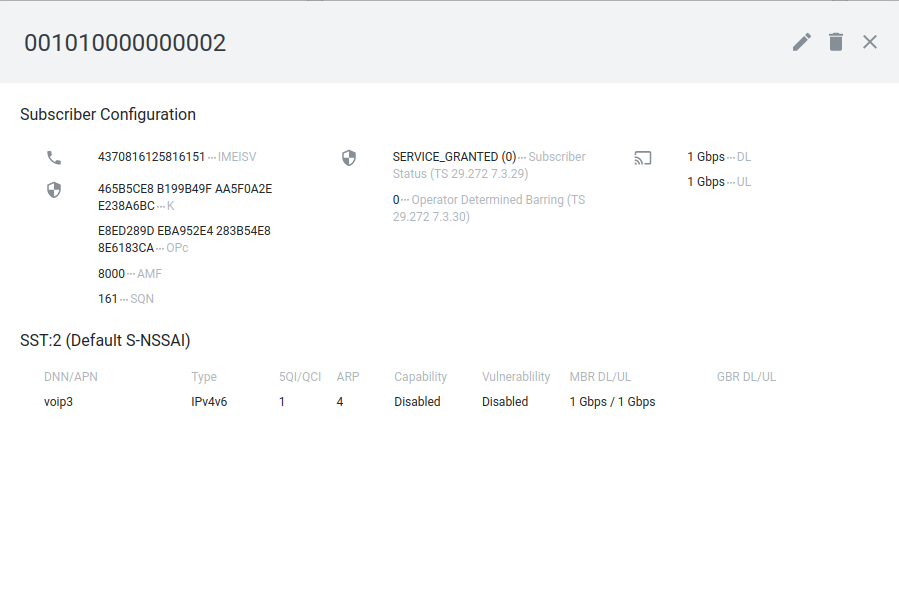 001010000000002
Subscriber Configuration
4370816125816151···IMEISV
465B5CE8 B199B49F AA5F0A2E
E238A6BC···K
E8ED289D EBA952E4 283B54E8
8E6183CA···OPc
8000···AMF
161···SQN
SERVICE_GRANTED (0)···Subscriber
Status (TS 29.272 7.3.29)
0···Operator Determined Barring (TS
29.272 7.3.30)
1 Gbps···DL
1 Gbps···UL
SST:2 (Default S-NSSAI)
DNN/APN Type 5QI/QCI ARP Capability Vulnerablility MBR DL/UL GBR DL/UL
voip3 IPv4v6 1 4 Disabled Disabled 1 Gbps / 1 Gbps